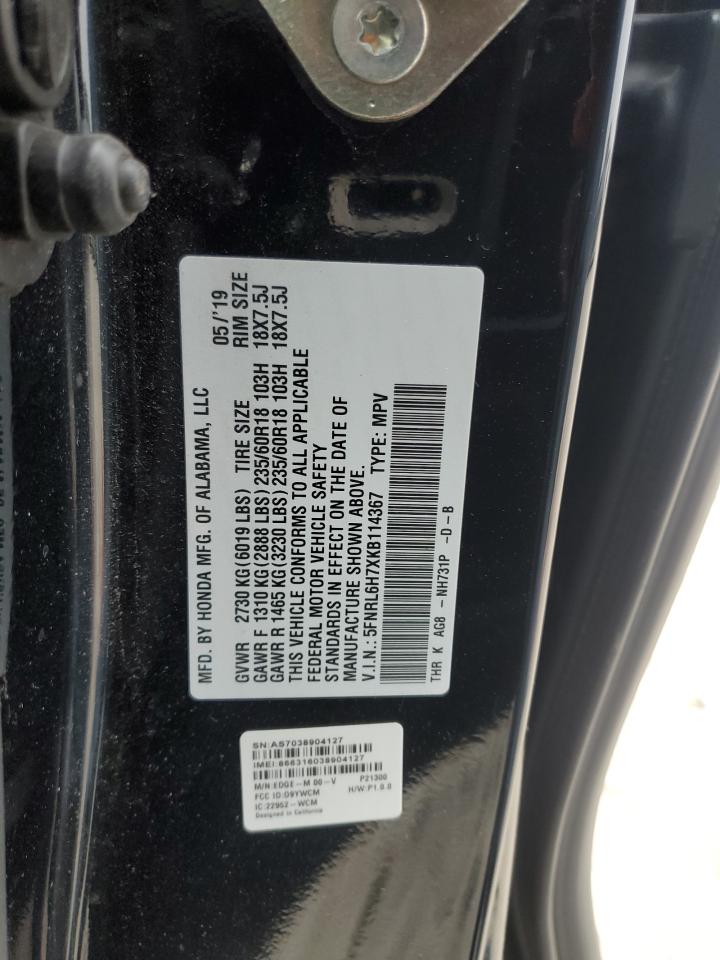 MFD. BY HONDA MFG. OF ALABAMA, LLC 05/'19
GVWR 2730 KG(6019 LBS) TIRE SIZE RIM SIZE
GAWR F 1310 KG(2888 LBS)235/60R18 103H 18X7.5J
GAWR R 1465 KG(3230 LBS)235/60R18 103H 18X7.5J
THIS VEHICLE CONFORMS TO ALL APPLICABLE
FEDERAL MOTOR VEHICLE SAFETY
STANDARDS IN EFFECT ON THE DATE OF
MANUFACTURE SHOWN ABOVE.
V.I.N.: 5FNRL6H7XKB114367 TYPE: MPV
THR K AG8 - NH731P -D-B
SN:AS7038904127
IMEI:866316038904127
M/N:EDGE-M 00-V P21300
FCC ID:O9YWCM H/W:P1.0.0
IC:22952-WCM
Designed in California